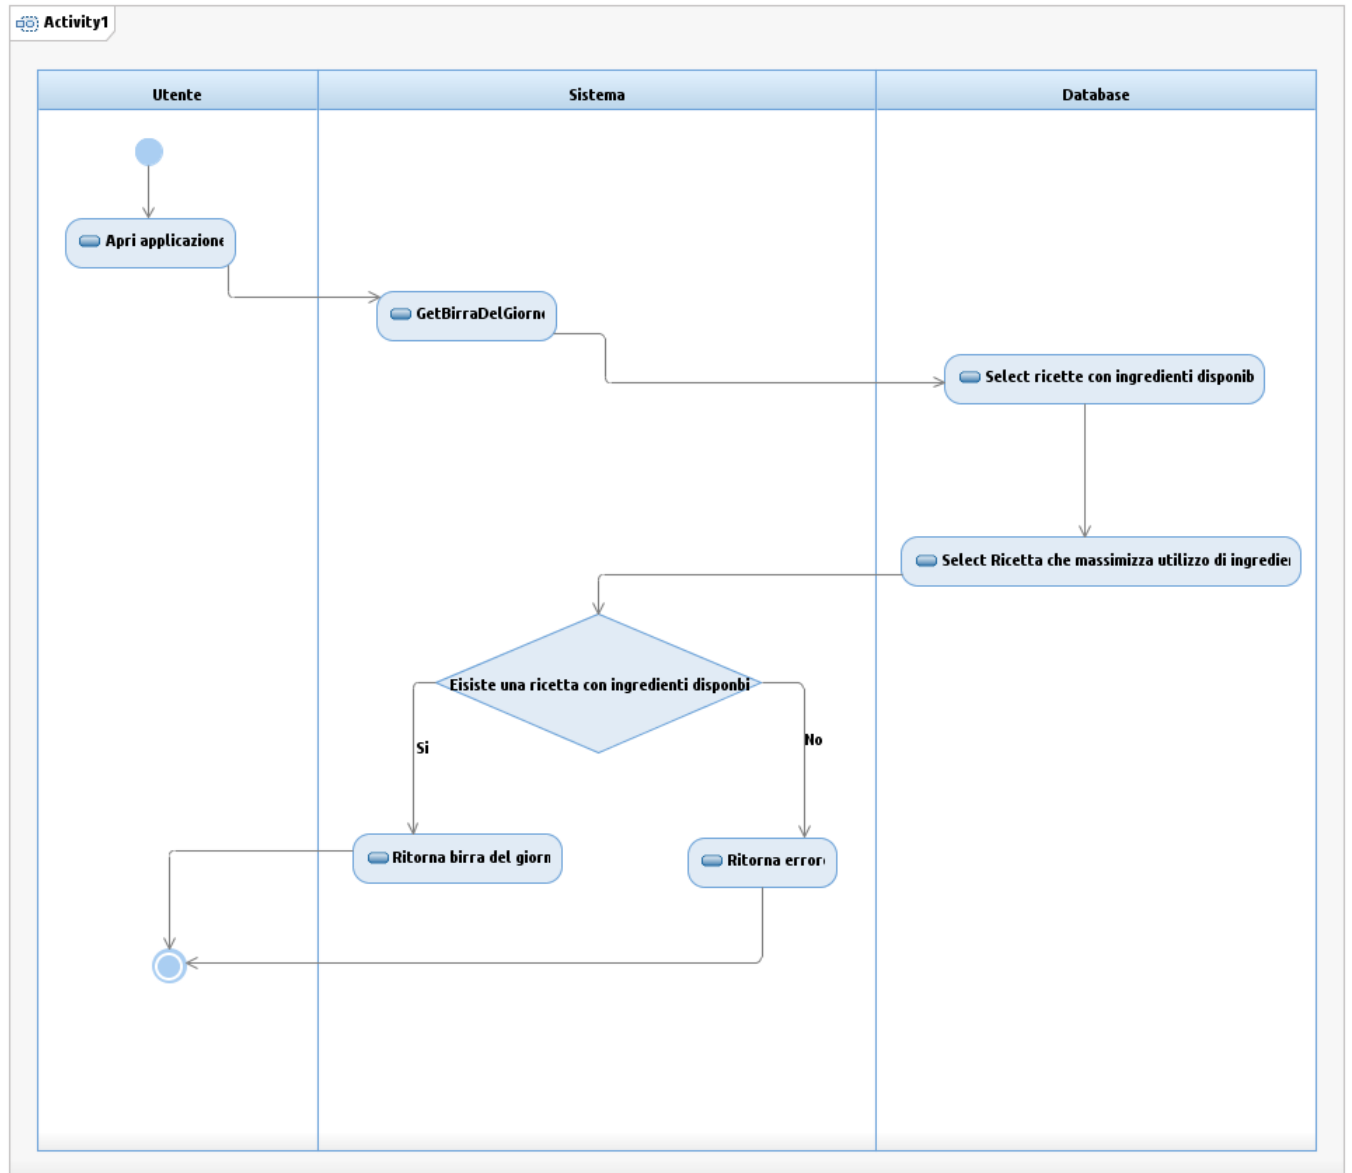 Activity1
Utente
Sistema
Database
Apri applicazione
GetBirraDelGiorn
Select ricette con ingredienti disponib
Select Ricetta che massimizza utilizzo di ingredie
Eisiste una ricetta con ingredienti disponbi
Si
No
Ritorna birra del giorn
Ritorna error